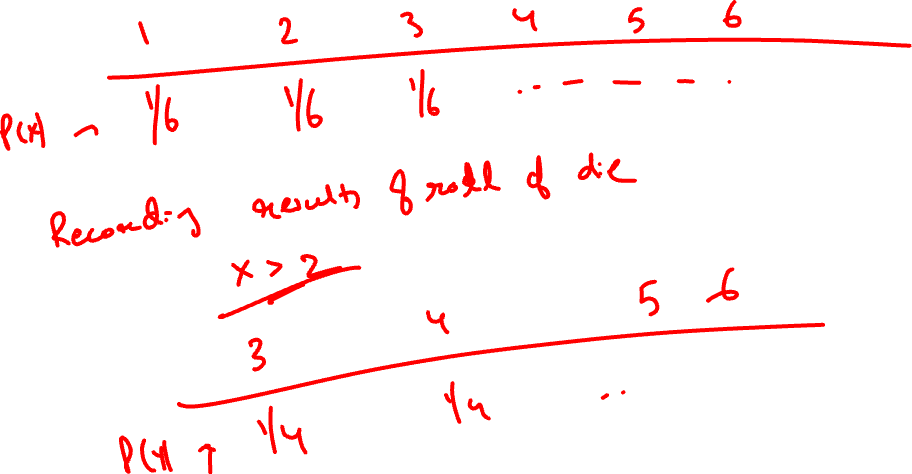 1 2 3 4 5 6
P(x) → 1/6 1/6 1/6 ..
Recording results of roll of die
x > 2
3 4 5 6
P(x) 1/4 1/4 ..